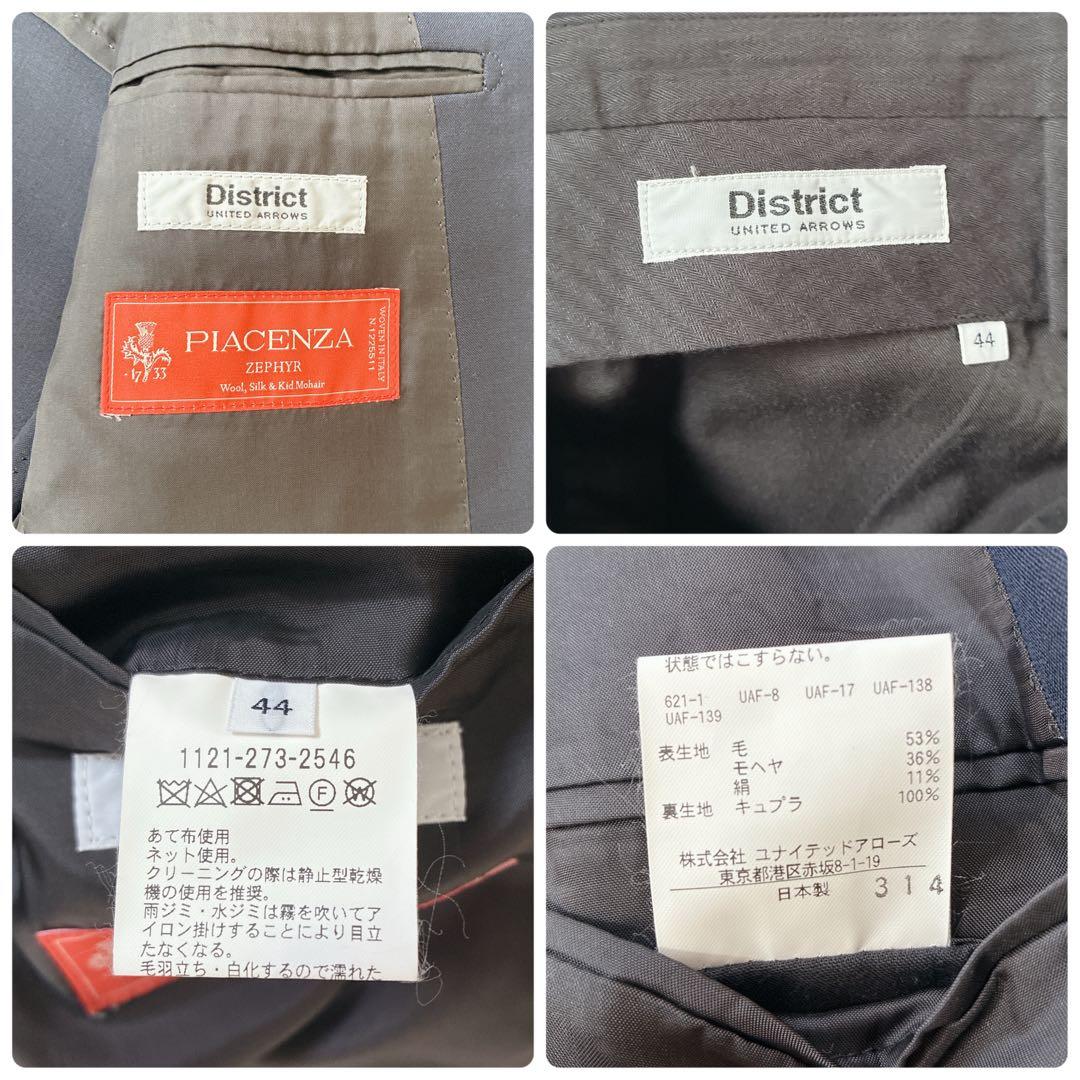 District
UNITED ARROWS
PIACENZA
ZEPHYR
Wool, Silk & Kid Mohair
·17 33
WOVEN IN ITALY
N.1225511
District
UNITED ARROWS
44
44
1121-273-2546
あて布使用
ネット使用。
クリーニングの際は静止型乾燥
機の使用を推奨。
雨ジミ・水ジミは霧を吹いてア
イロン掛けすることにより目立
たなくなる。
毛羽立ち・白化するので濡れた
状態ではこすらない。
621-1 UAF-8 UAF-17 UAF-138
UAF-139
表生地 毛 53%
モヘヤ 36%
絹 11%
裏生地 キュプラ 100%
株式会社 ユナイテッドアローズ
東京都港区赤坂8-1-19
日本製 314